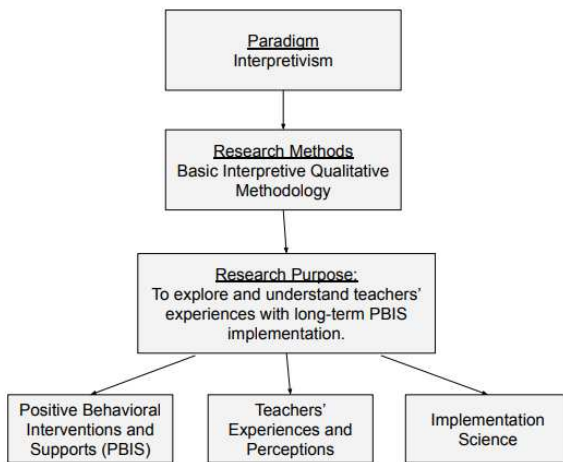 Paradigm
Interpretivism
Research Methods
Basic Interpretive Qualitative
Methodology
Research Purpose:
To explore and understand teachers'
experiences with long-term PBIS
implementation.
Positive Behavioral
Interventions and
Supports (PBIS)
Teachers'
Experiences and
Perceptions
Implementation
Science